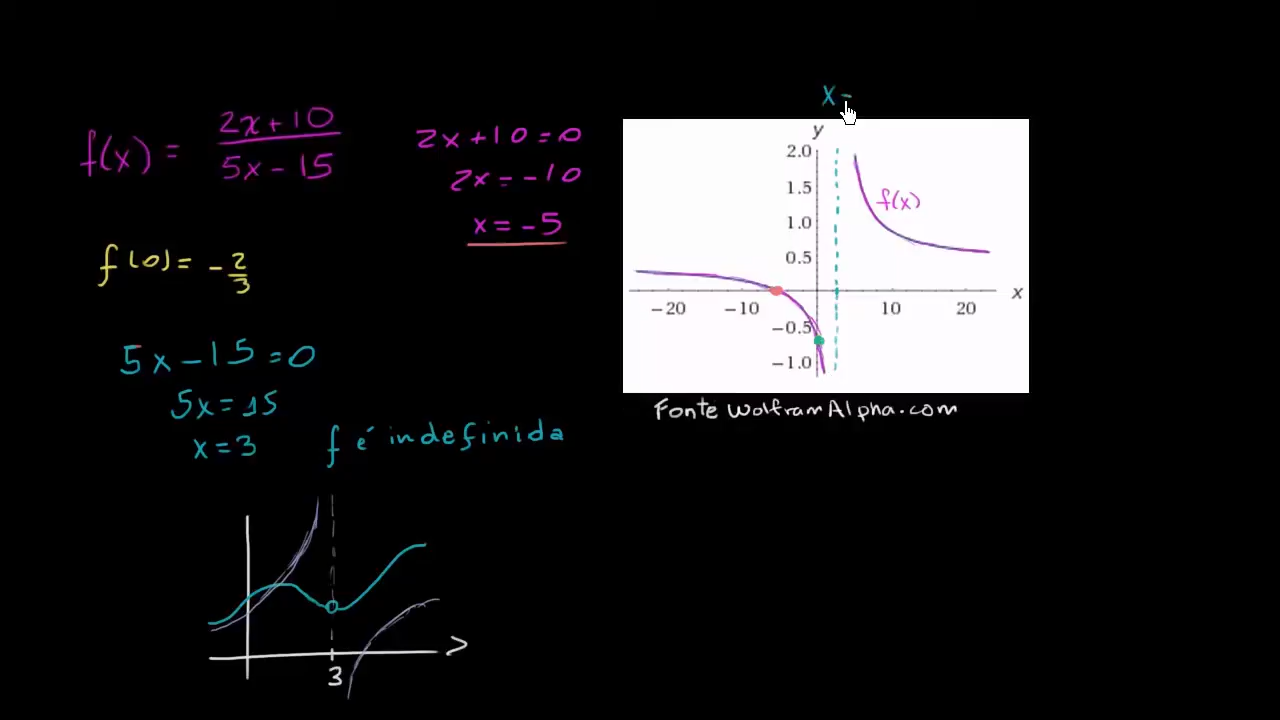 f(x) = (2x+10)/(5x-15)
2x+10=0
2x=-10
x=-5
f(0)= -2/3
5x-15=0
5x=15
x=3
f é indefinida
3
x-
y
2.0
1.5
1.0
0.5
-0.5
-1.0
-20 -10 10 20
x
f(x)
Fonte WolframAlpha.com